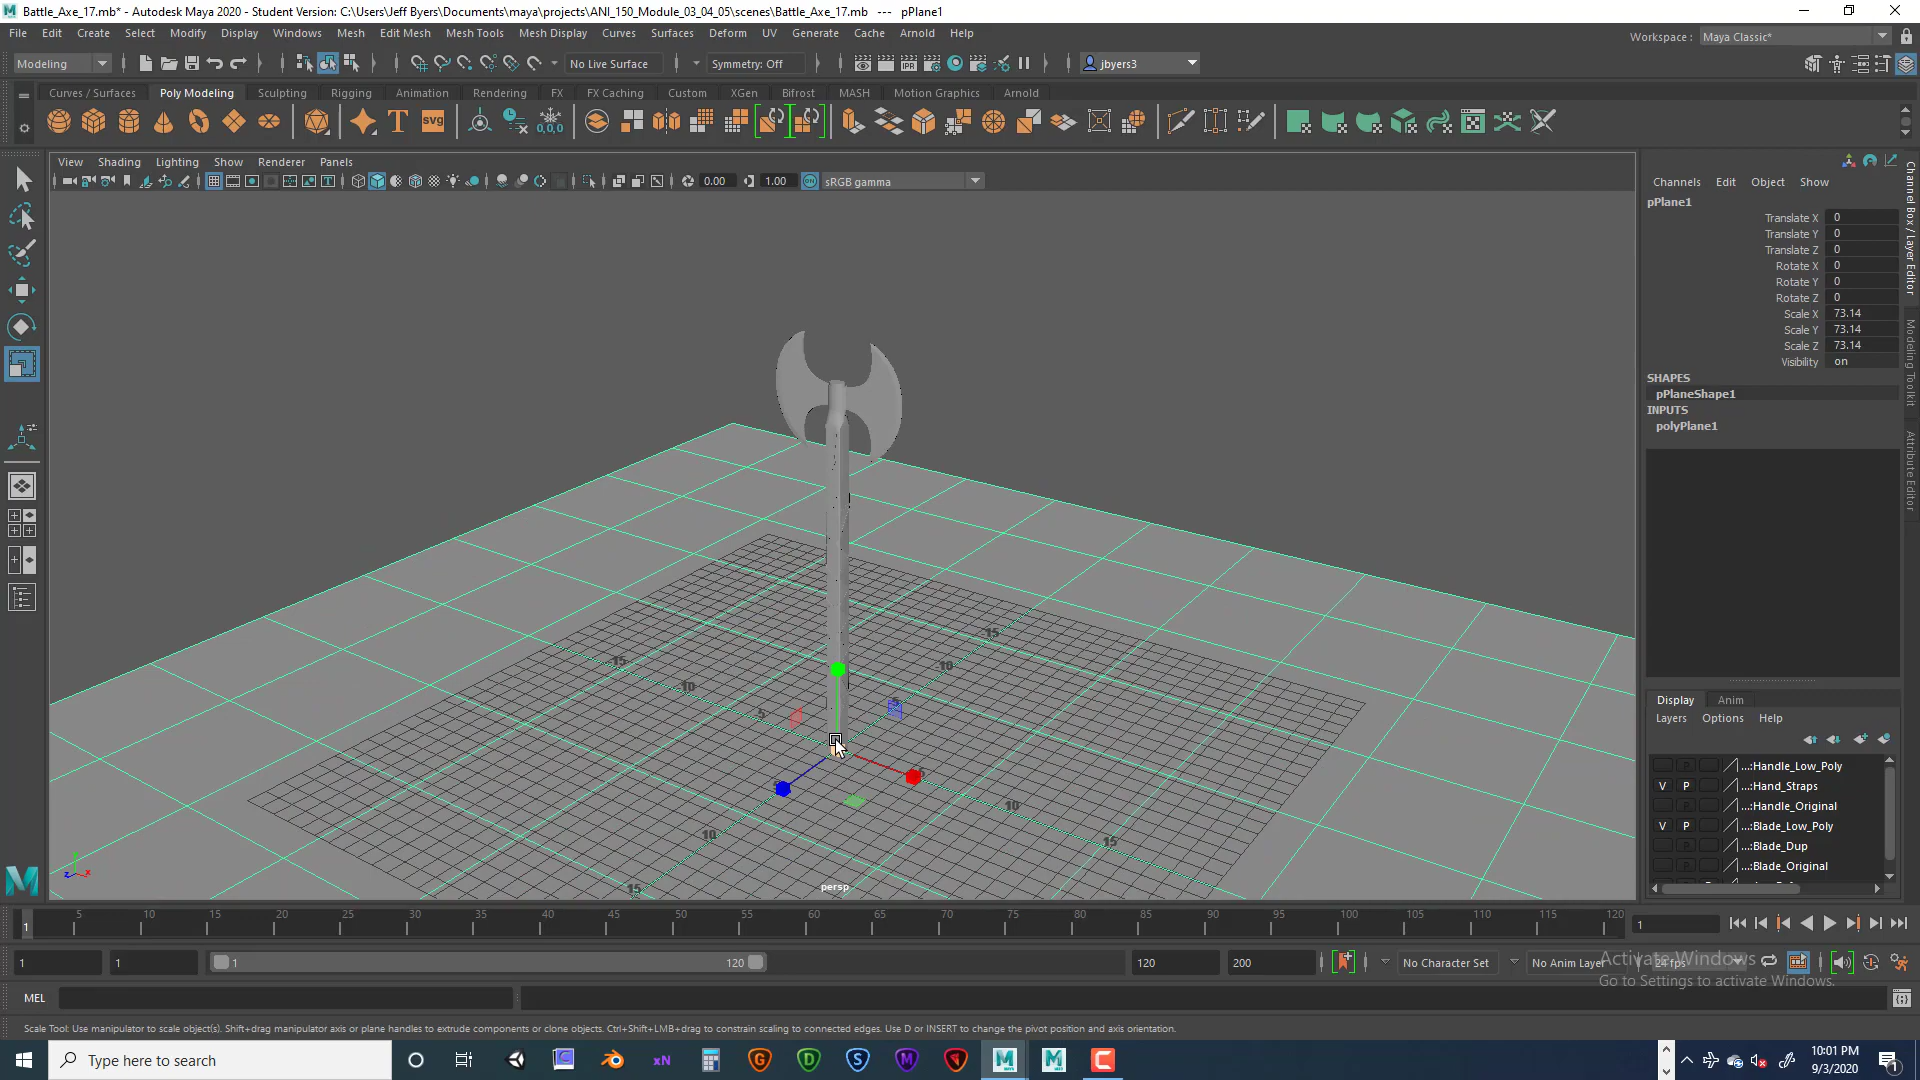 Battle_Axe_17.mb* - Autodesk Maya 2020 - Student Version: C:\Users\Jeff Byers\Documents\maya\projects\ANI_150_Module_03_04_05\scenes\Battle_Axe_17.mb --- pPlane1
File Edit Create Select Modify Display Windows Mesh Edit Mesh Mesh Tools Mesh Display Curves Surfaces Deform UV Generate Cache Arnold Help
Workspace : Maya Classic*
Modeling No Live Surface Symmetry: Off jbyers3
Curves / Surfaces Poly Modeling Sculpting Rigging Animation Rendering FX FX Caching Custom XGen Bifrost MASH Motion Graphics Arnold
View Shading Lighting Show Renderer Panels
0.00 1.00 sRGB gamma
Channels Edit Object Show
pPlane1
Translate X 0
Translate Y 0
Translate Z 0
Rotate X 0
Rotate Y 0
Rotate Z 0
Scale X 73.14
Scale Y 73.14
Scale Z 73.14
Visibility on
SHAPES
pPlaneShape1
INPUTS
polyPlane1
Channel Box / Layer Editor
Modeling Toolkit
Attribute Editor
Display Anim
Layers Options Help
...:Handle_Low_Poly
V P ...:Hand_Straps
...:Handle_Original
V P ...:Blade_Low_Poly
...:Blade_Dup
...:Blade_Original
persp
5 10 15 20 25 30 35 40 45 50 55 60 65 70 75 80 85 90 95 100 105 110 115 120
1 1
1 1 1 120 120 200 No Character Set No Anim Layer 24 fps
Activate Windows
Go to Settings to activate Windows.
MEL
Scale Tool: Use manipulator to scale object(s). Shift+drag manipulator axis or plane handles to extrude components or clone objects. Ctrl+Shift+LMB+drag to constrain scaling to connected edges. Use D or INSERT to change the pivot position and axis orientation.
Type here to search
10:01 PM
9/3/2020